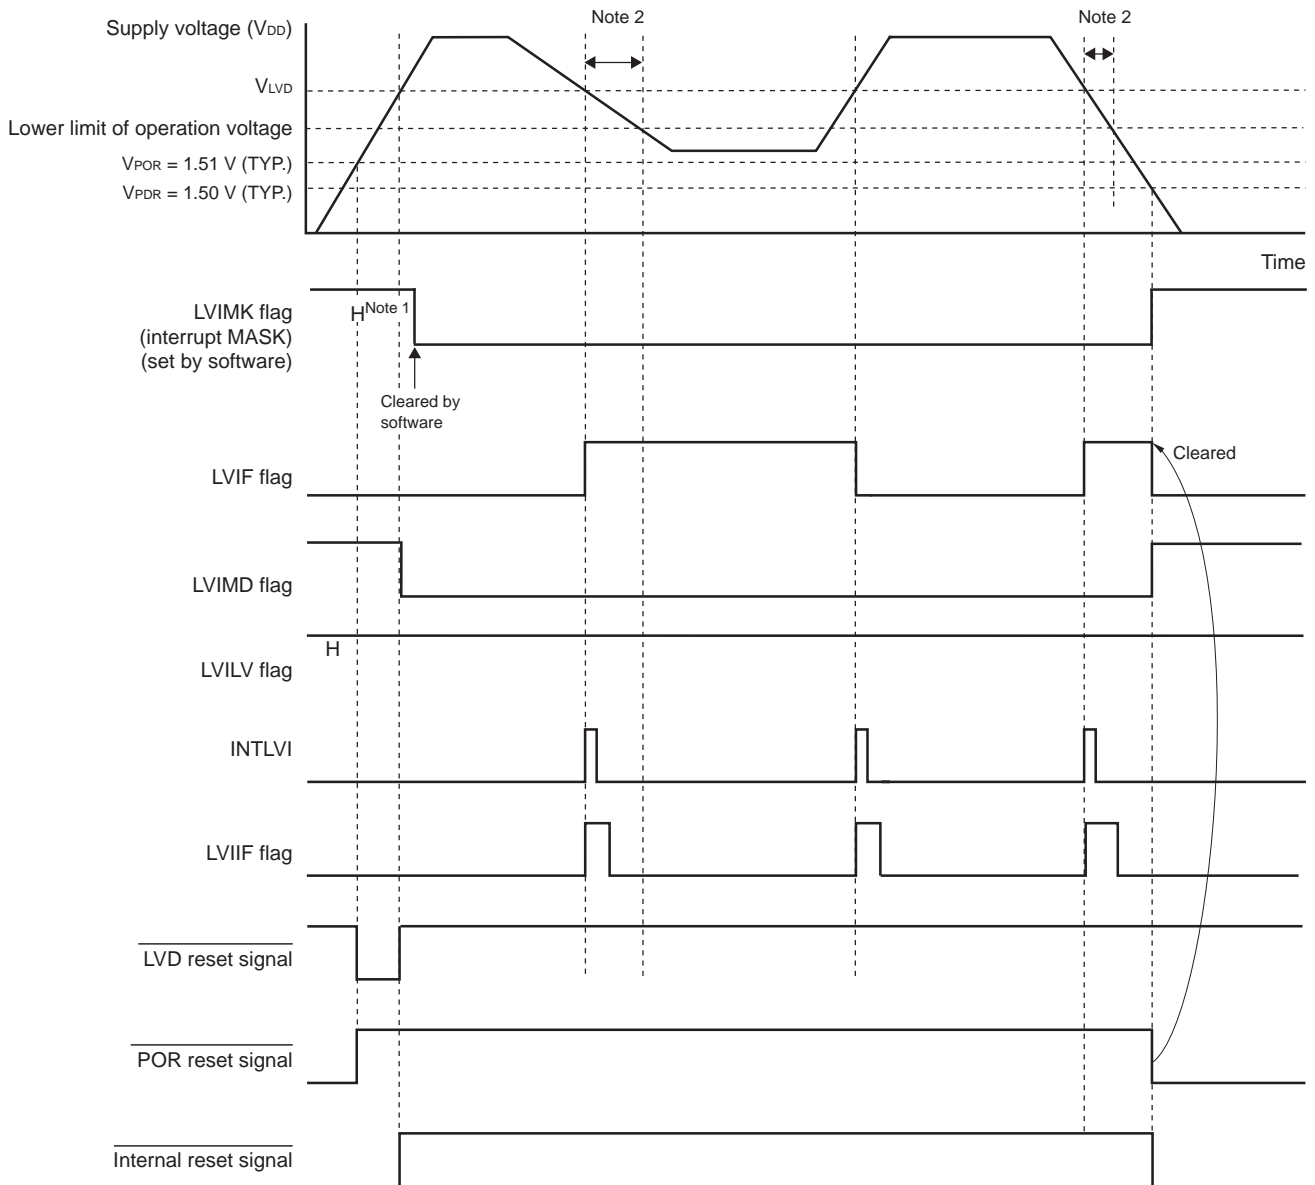 Note 2
Note 2
Supply voltage (VDD)
VLVD
Lower limit of operation voltage
VPOR = 1.51 V (TYP.)
VPDR = 1.50 V (TYP.)
Time
LVIMK flag
(interrupt MASK)
(set by software)
H Note 1
Cleared by
software
LVIF flag
Cleared
LVIMD flag
H
LVILV flag
INTLVI
LVIIF flag
LVD reset signal
POR reset signal
Internal reset signal